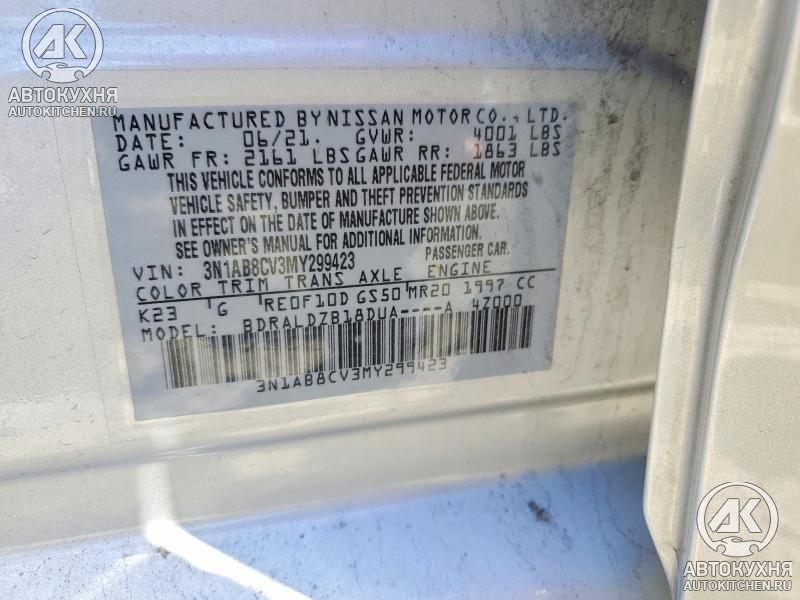 АК
АВТОКУХНЯ
AUTOKITCHEN.RU
MANUFACTURED BY NISSAN MOTOR CO., LTD.
DATE: 06/21. GVWR: 4001 LBS
GAWR FR: 2161 LBS GAWR RR: 1863 LBS
THIS VEHICLE CONFORMS TO ALL APPLICABLE FEDERAL MOTOR
VEHICLE SAFETY, BUMPER AND THEFT PREVENTION STANDARDS
IN EFFECT ON THE DATE OF MANUFACTURE SHOWN ABOVE.
SEE OWNER'S MANUAL FOR ADDITIONAL INFORMATION.
VIN: 3N1AB8CV3MY299423 PASSENGER CAR.
COLOR TRIM TRANS AXLE ENGINE
K23 G RE0F10D GS50 MR20 1997 CC
MODEL: BDRALDZB18DUA----A 4Z000
3N1AB8CV3MY299423
АК
АВТОКУХНЯ
AUTOKITCHEN.RU